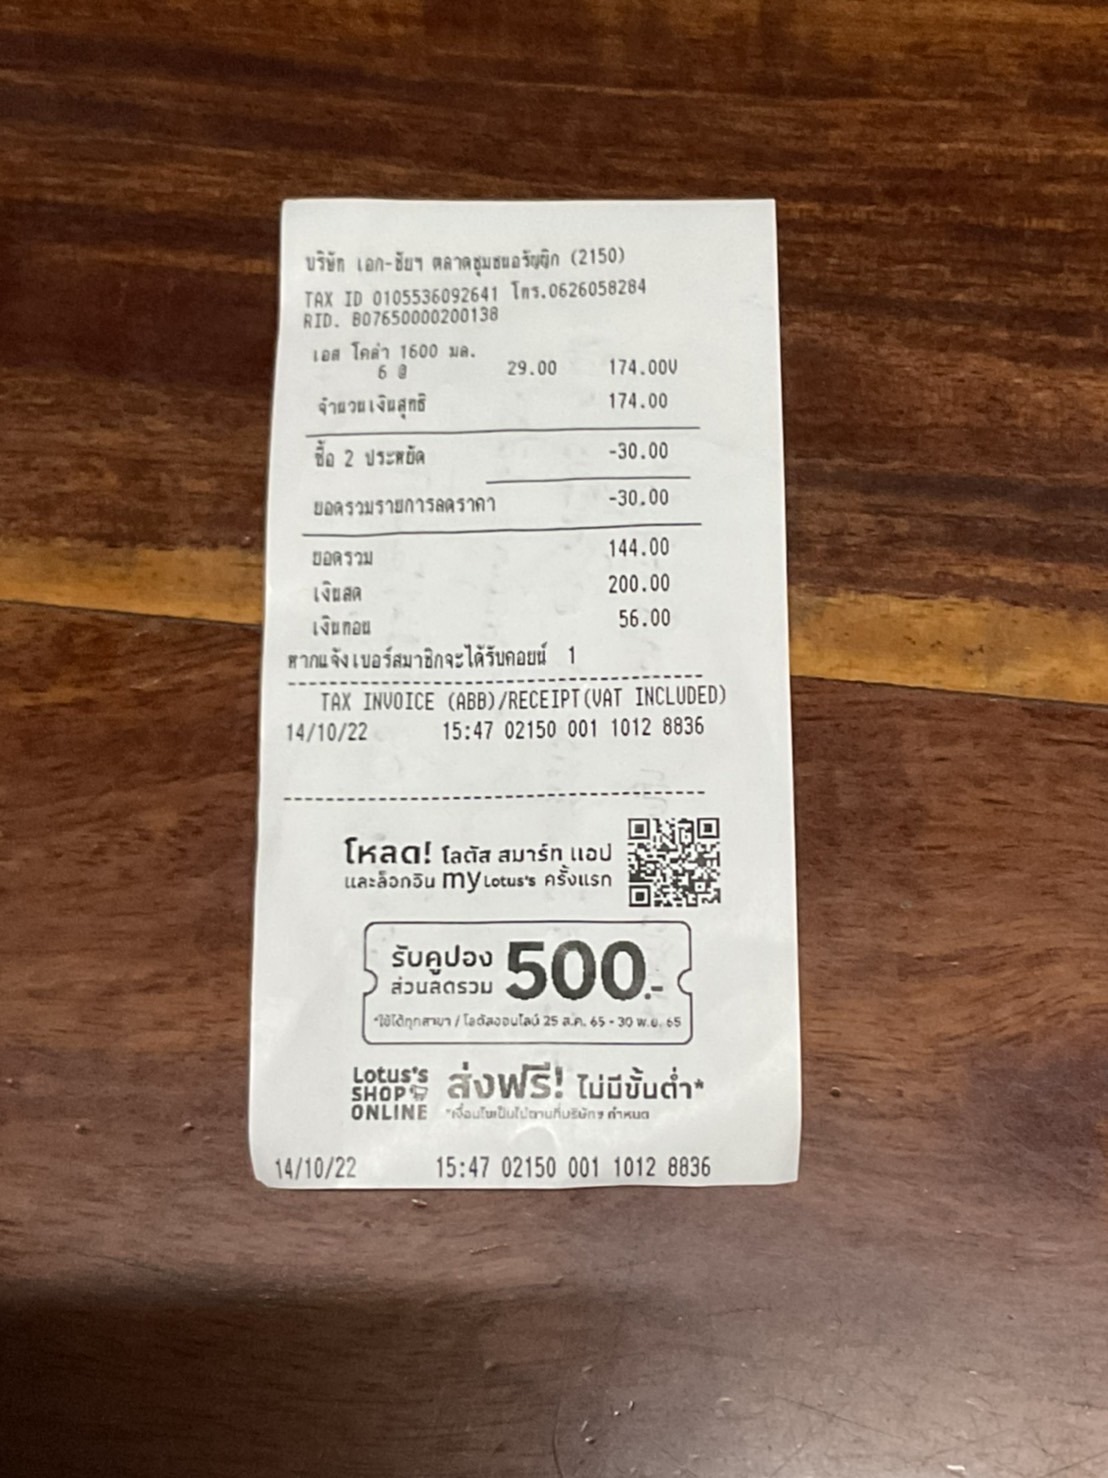 บริษัท เอก-ชัยฯ ตลาดชุมชนอรัญญิก (2150)
TAX ID 0105536092641 โทร.0626058284
RID. B07650000200138
เอส โคล่า 1600 มล.
6 @ 29.00 174.00V
จำนวนเงินสุทธิ 174.00
ซื้อ 2 ประหยัด -30.00
ยอดรวมรายการลดราคา -30.00
ยอดรวม 144.00
เงินสด 200.00
เงินทอน 56.00
หากแจ้งเบอร์สมาชิกจะได้รับคอยน์ 1
TAX INVOICE (ABB)/RECEIPT(VAT INCLUDED)
14/10/22 15:47 02150 001 1012 8836
โหลด! โลตัส สมาร์ท แอป
และล็อกอิน my Lotus's ครั้งแรก
รับคูปอง 500.-
ส่วนลดรวม
*ใช้ได้ทุกสาขา / โลตัสออนไลน์ 25 ส.ค. 65 - 30 พ.ย. 65
Lotus's
SHOP
ONLINE
ส่งฟรี! ไม่มีขั้นต่ำ*
*เงื่อนไขเป็นไปตามที่บริษัทฯ กำหนด
14/10/22 15:47 02150 001 1012 8836